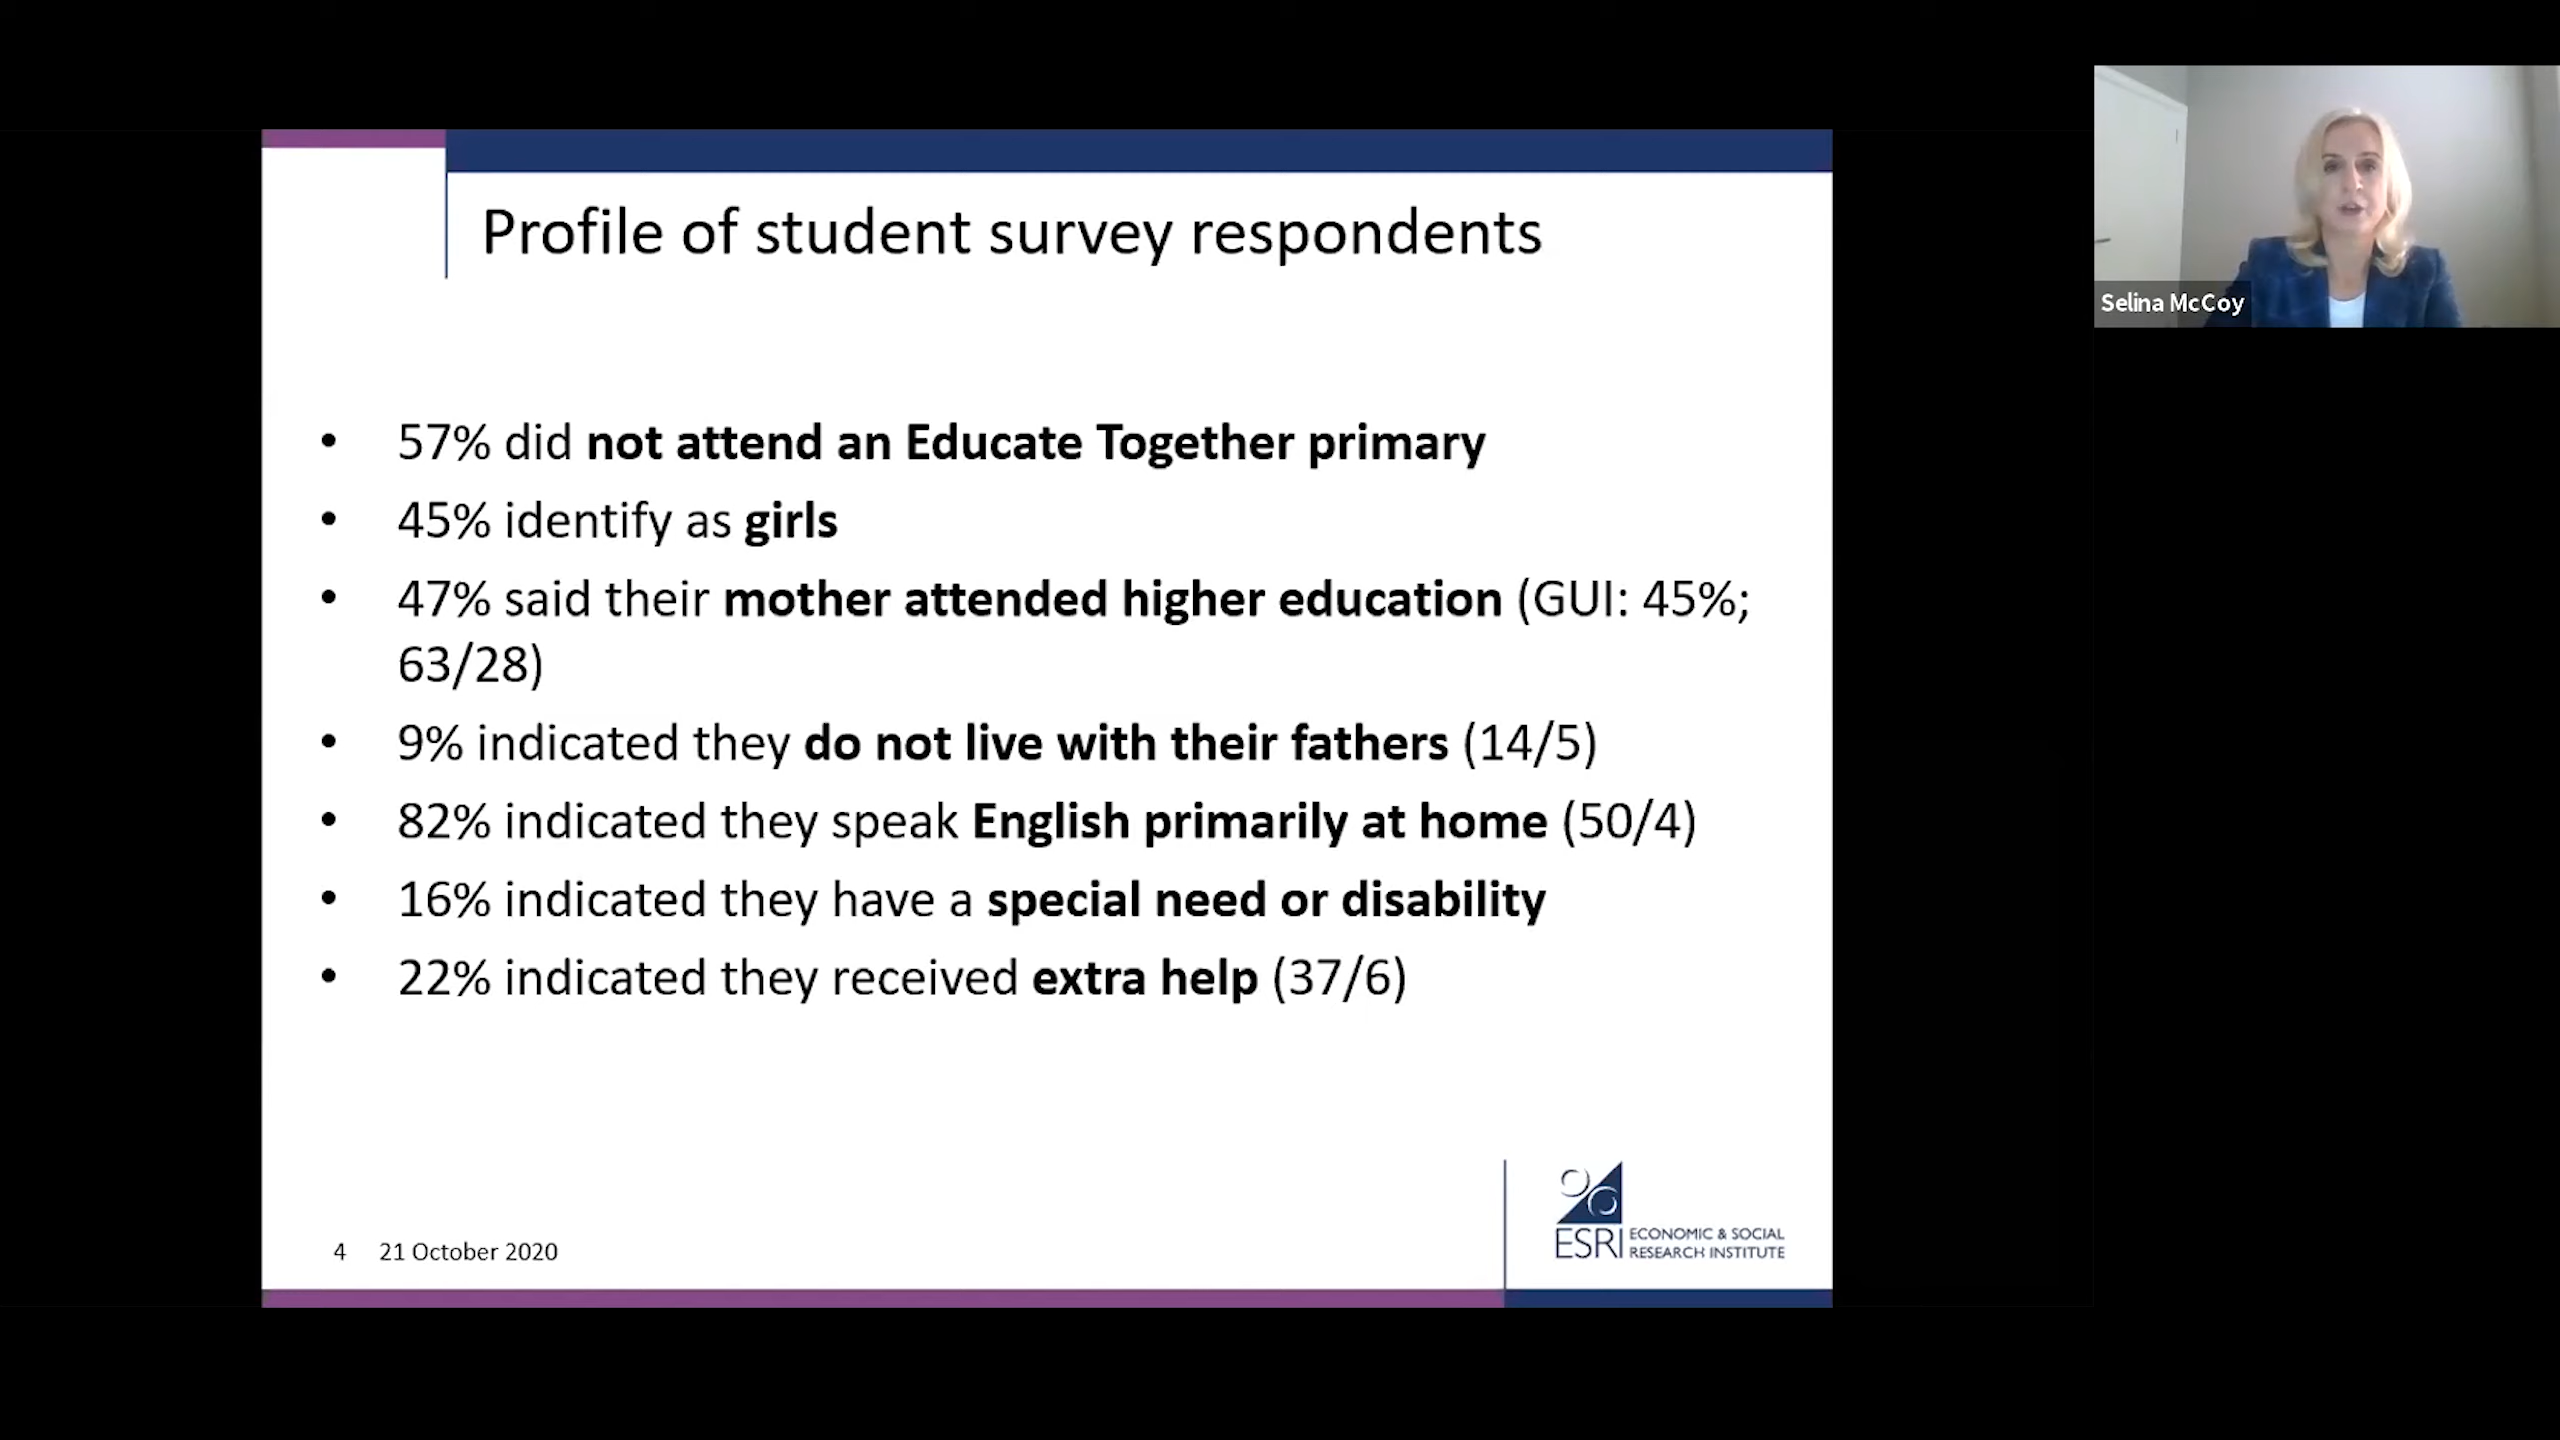 Profile of student survey respondents
• 57% did not attend an Educate Together primary
• 45% identify as girls
• 47% said their mother attended higher education (GUI: 45%;
63/28)
• 9% indicated they do not live with their fathers (14/5)
• 82% indicated they speak English primarily at home (50/4)
• 16% indicated they have a special need or disability
• 22% indicated they received extra help (37/6)
4 21 October 2020
ESRI ECONOMIC & SOCIAL
RESEARCH INSTITUTE
Selina McCoy